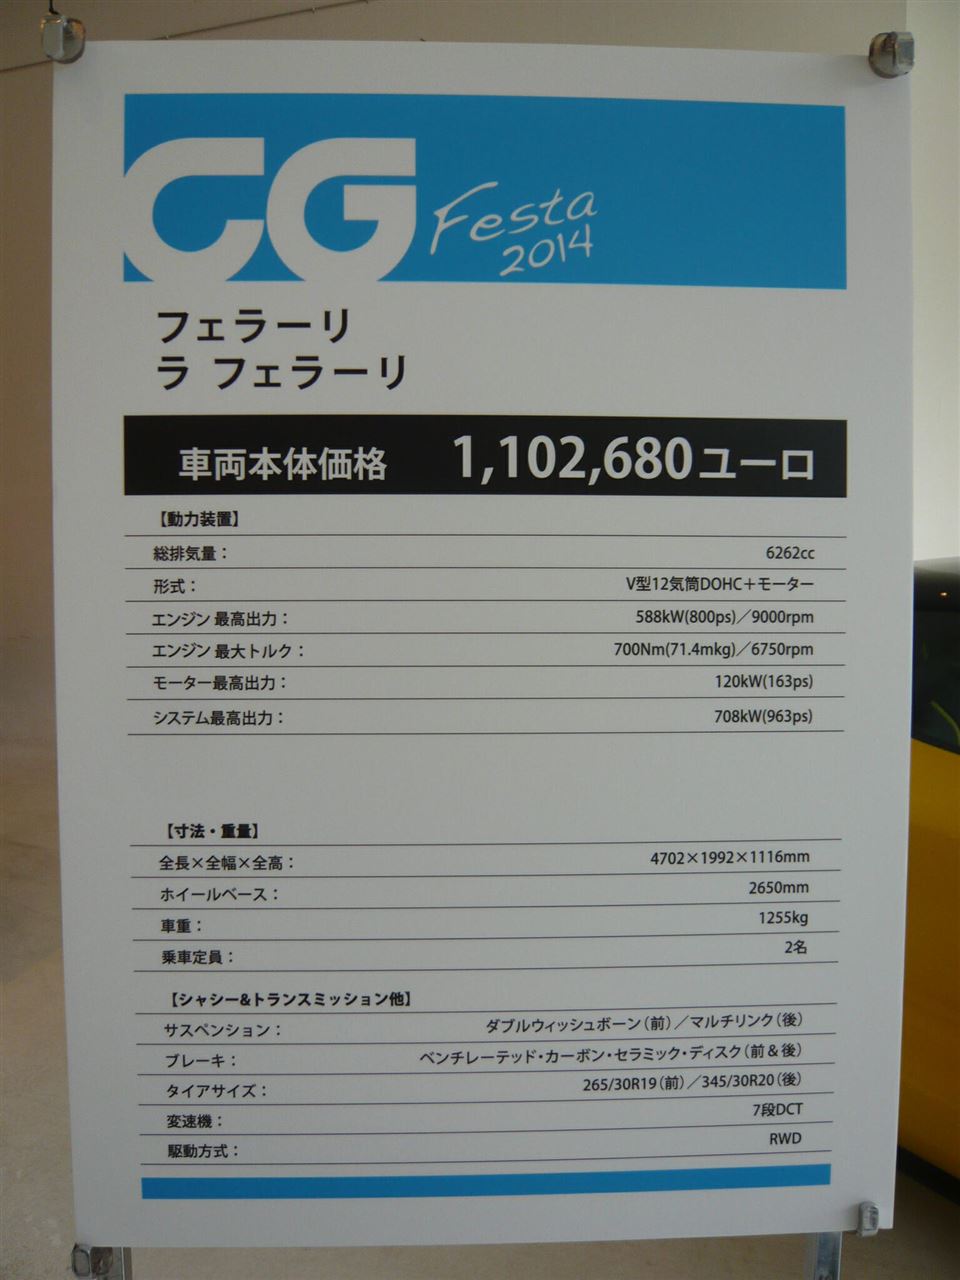 CG Festa
2014
フェラーリ
ラ フェラーリ
車両本体価格 1,102,680ユーロ
【動力装置】
総排気量： 6262cc
形式： V型12気筒DOHC＋モーター
エンジン 最高出力： 588kW(800ps)／9000rpm
エンジン 最大トルク： 700Nm(71.4mkg)／6750rpm
モーター最高出力： 120kW(163ps)
システム最高出力： 708kW(963ps)
【寸法・重量】
全長×全幅×全高： 4702×1992×1116mm
ホイールベース： 2650mm
車重： 1255kg
乗車定員： 2名
【シャシー&トランスミッション他】
サスペンション： ダブルウィッシュボーン（前）／マルチリンク（後）
ブレーキ： ベンチレーテッド・カーボン・セラミック・ディスク（前＆後）
タイアサイズ： 265/30R19（前）／345/30R20（後）
変速機： 7段DCT
駆動方式： RWD